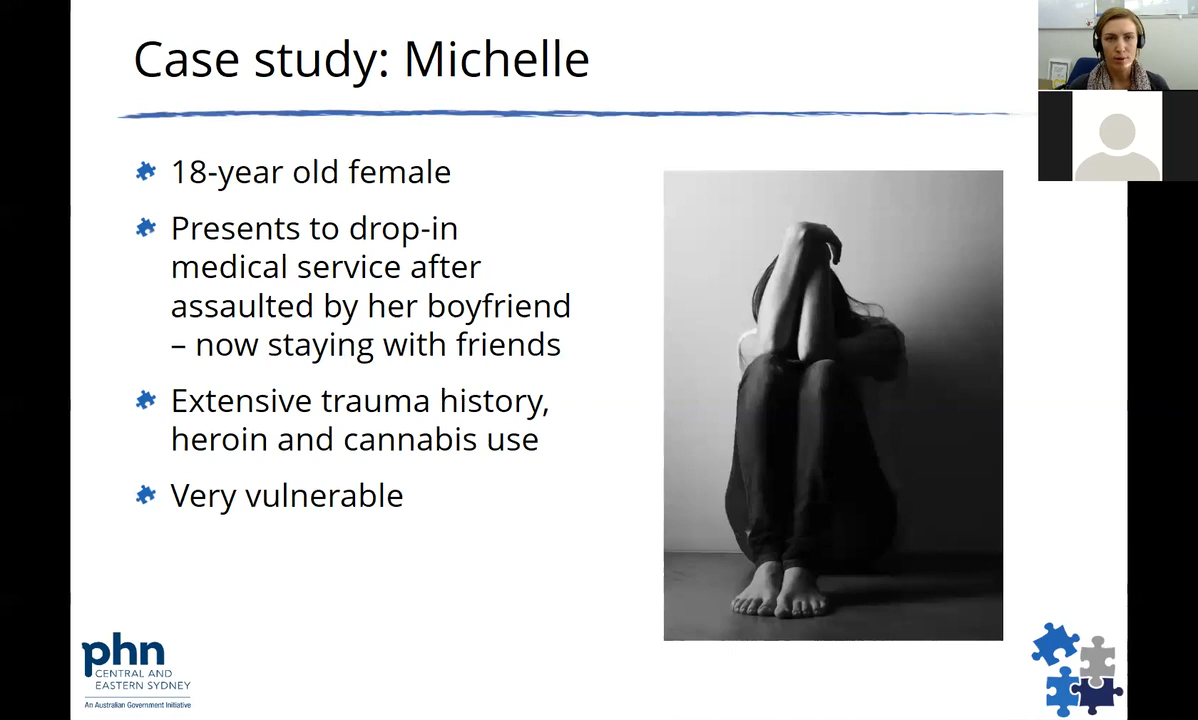 Case study: Michelle
18-year old female
Presents to drop-in
medical service after
assaulted by her boyfriend
– now staying with friends
Extensive trauma history,
heroin and cannabis use
Very vulnerable
phn
CENTRAL AND
EASTERN SYDNEY
An Australian Government Initiative